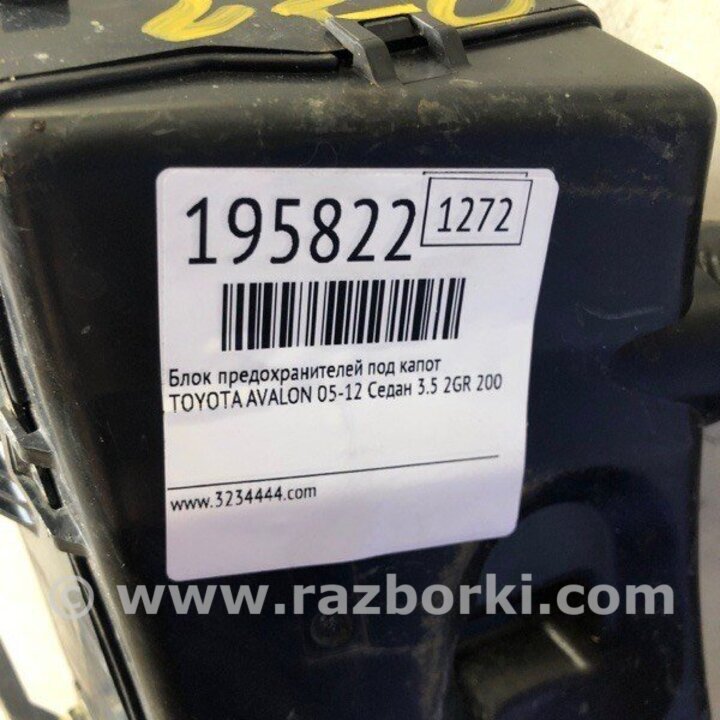 195822
1272
Блок предохранителей под капот
TOYOTA AVALON 05-12 Седан 3.5 2GR 200
www.3234444.com
© www.razborki.com